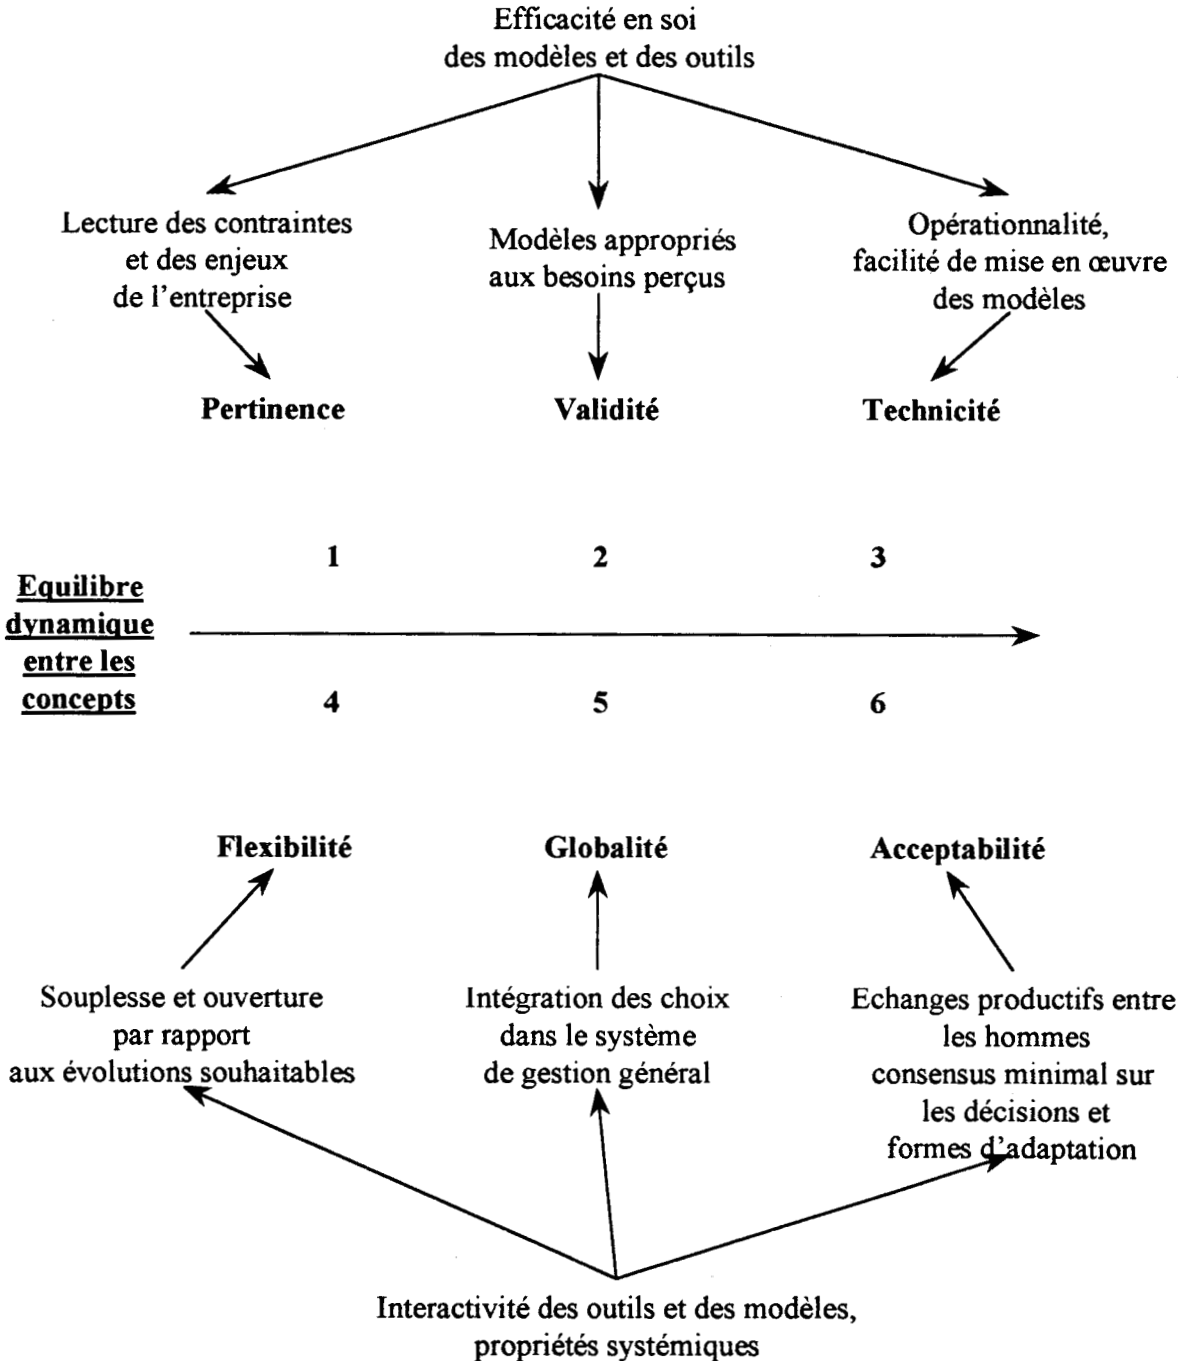 Efficacité en soi
des modèles et des outils
Lecture des contraintes
et des enjeux
de l'entreprise
Modèles appropriés
aux besoins perçus
Opérationnalité,
facilité de mise en œuvre
des modèles
Pertinence
Validité
Technicité
1
2
3
Equilibre
dynamique
entre les
concepts
4
5
6
Flexibilité
Globalité
Acceptabilité
Souplesse et ouverture
par rapport
aux évolutions souhaitables
Intégration des choix
dans le système
de gestion général
Echanges productifs entre
les hommes
consensus minimal sur
les décisions et
formes d'adaptation
Interactivité des outils et des modèles,
propriétés systémiques